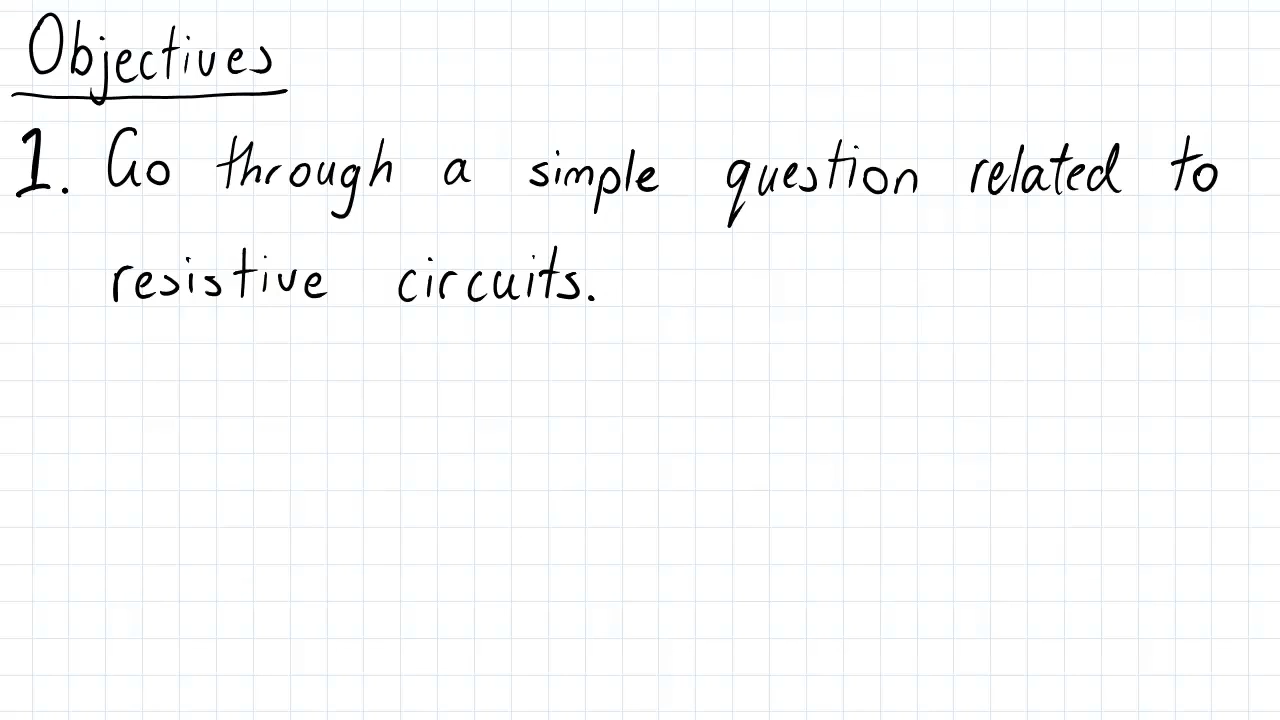 Objectives
1. Go through a simple question related to
resistive circuits.